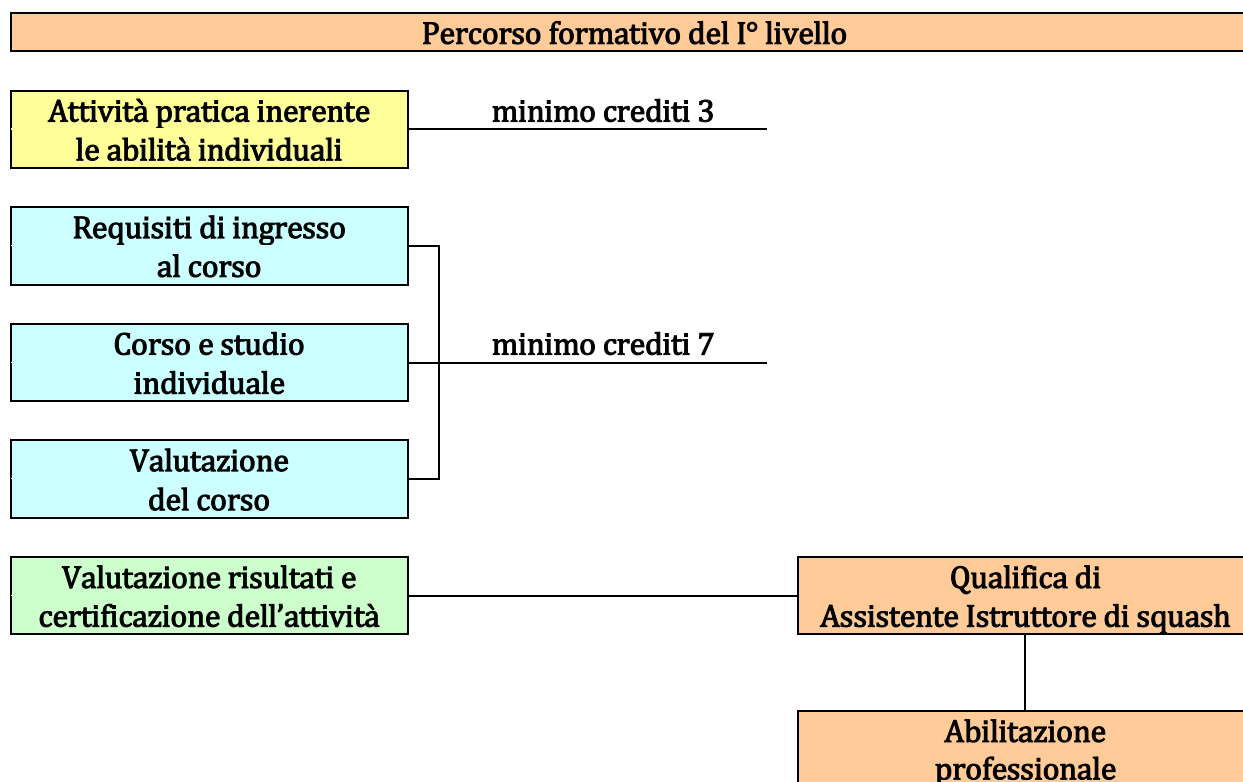 Percorso formativo del I° livello
Attività pratica inerente
le abilità individuali
minimo crediti 3
Requisiti di ingresso
al corso
Corso e studio
individuale
minimo crediti 7
Valutazione
del corso
Valutazione risultati e
certificazione dell’attività
Qualifica di
Assistente Istruttore di squash
Abilitazione
professionale